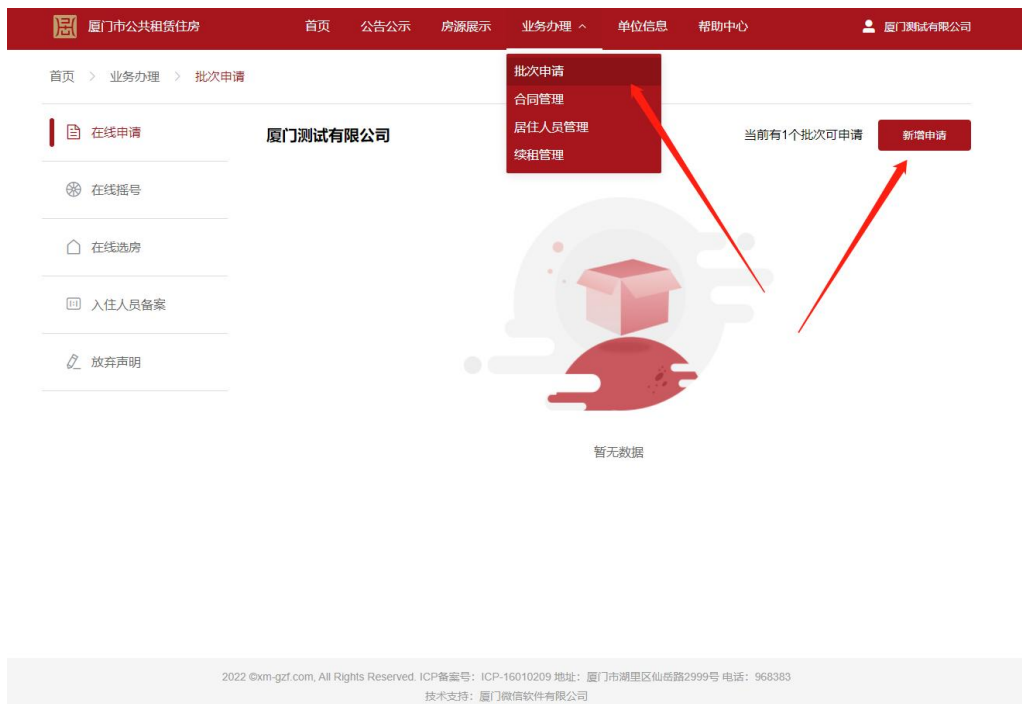 厦门市公共租赁住房 首页 公告公示 房源展示 业务办理 单位信息 帮助中心 厦门测试有限公司
首页 > 业务办理 > 批次申请
批次申请
合同管理
居住人员管理
续租管理
在线申请
在线摇号
在线选房
入住人员备案
放弃声明
厦门测试有限公司
当前有1个批次可申请 新增申请
暂无数据
2022 ©xm-gzf.com, All Rights Reserved. ICP备案号：ICP-16010209 地址：厦门市湖里区仙岳路2999号 电话：968383
技术支持：厦门微信软件有限公司